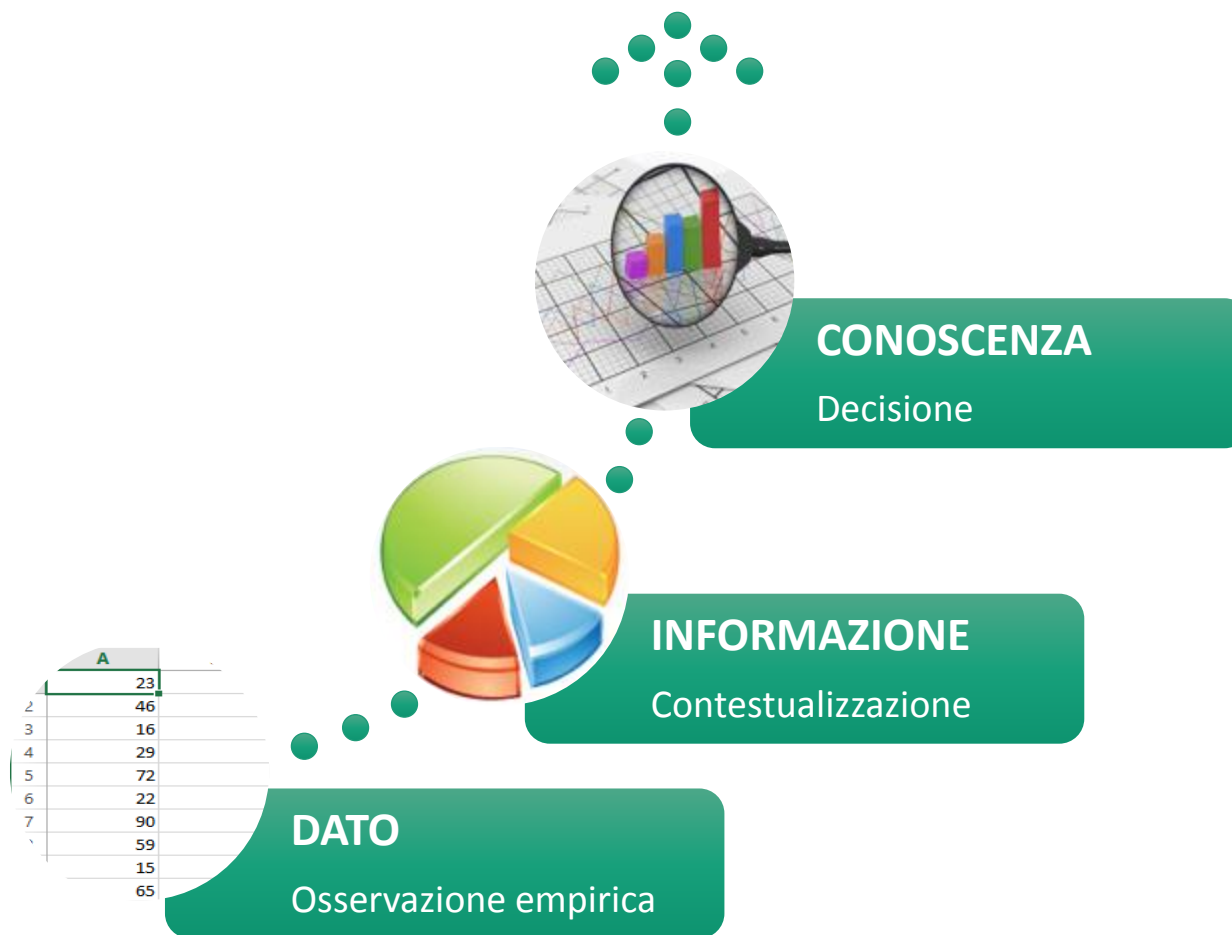 CONOSCENZA
Decisione
INFORMAZIONE
Contestualizzazione
A
23
2 46
3 16
4 29
5 72
6 22
7 90
59
15
65
DATO
Osservazione empirica